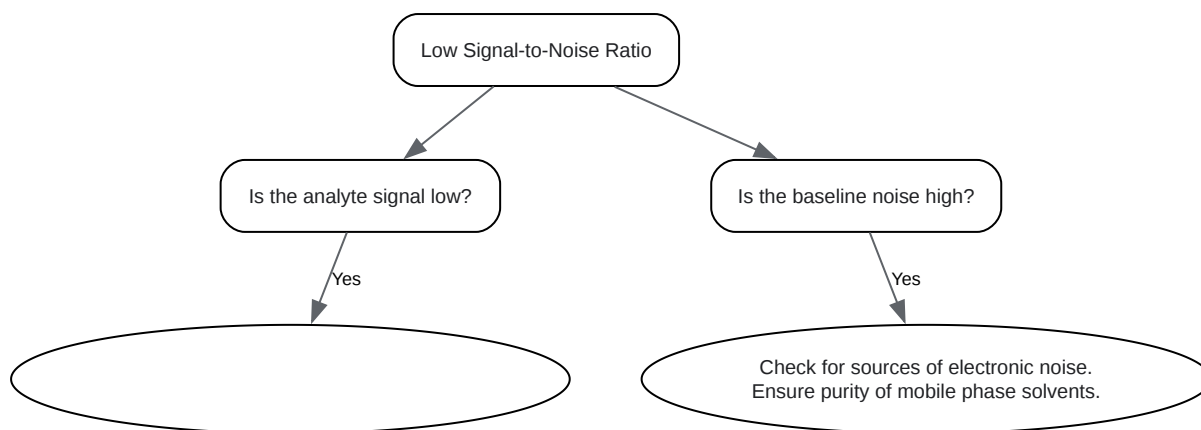 Low Signal-to-Noise Ratio
Is the analyte signal low?
Is the baseline noise high?
Yes
Yes
Check for sources of electronic noise.
Ensure purity of mobile phase solvents.